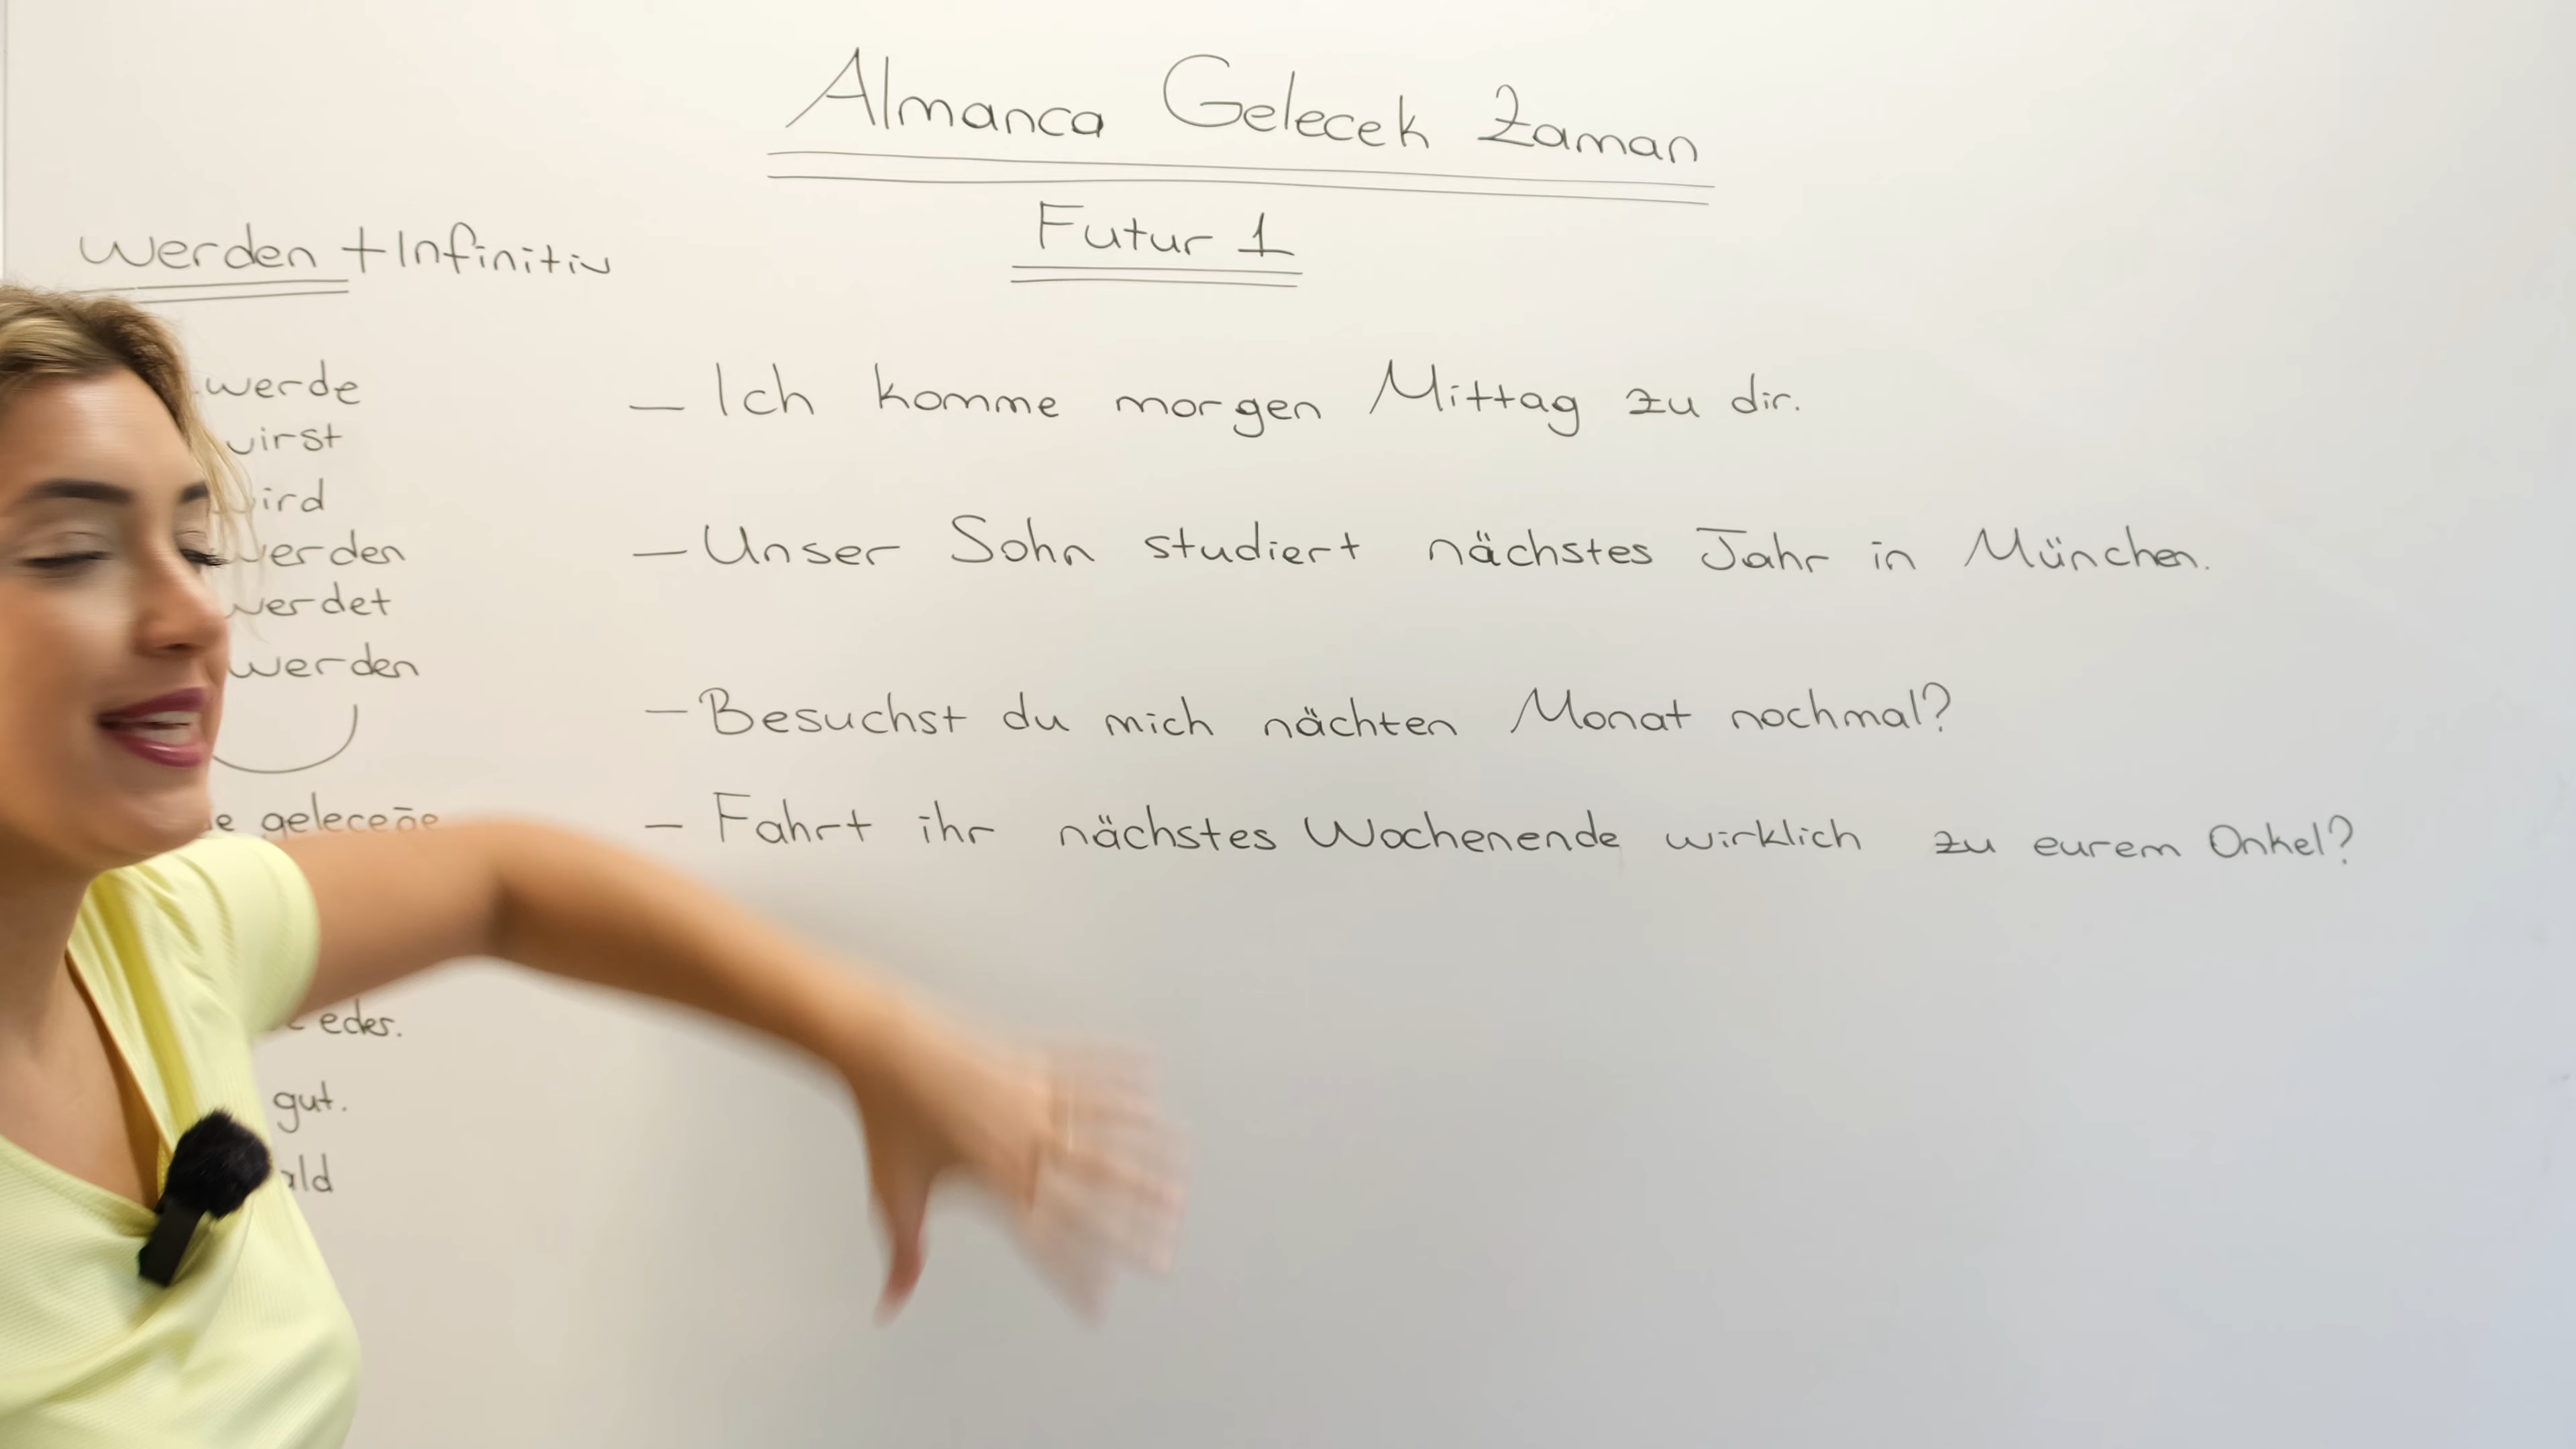 Almanca Gelecek Zaman
Futur 1
werden + Infinitiv
werde
wirst
wird
werden
werdet
werden
geleceğe
eder.
gut.
— Ich komme morgen Mittag zu dir.
— Unser Sohn studiert nächstes Jahr in München.
— Besuchst du mich nächten Monat nochmal?
— Fahrt ihr nächstes Wochenende wirklich zu eurem Onkel?